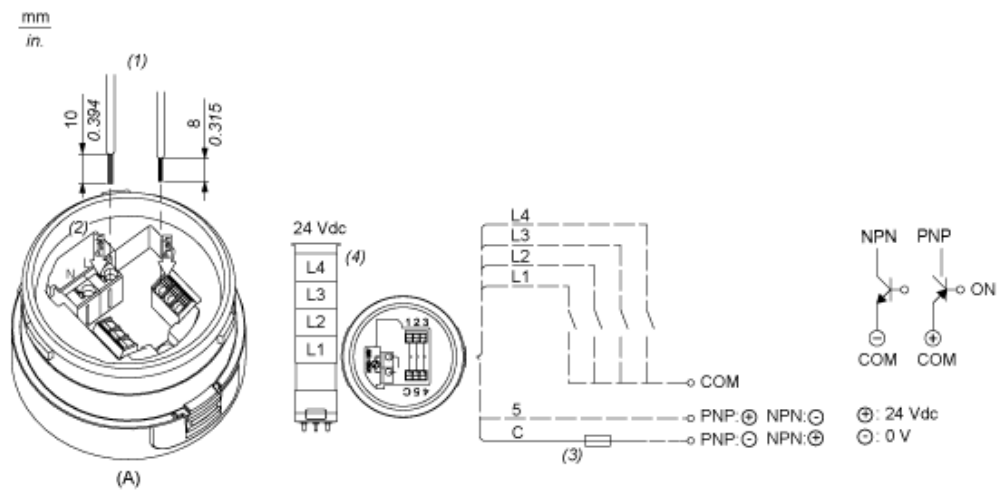 mm
in.
(1)
10
0.394
8
0.315
(2)
N
L
(A)
24 Vdc
(4)
L4
L3
L2
L1
1 2 3
4 5 C
L4
L3
L2
L1
COM
5
PNP:⊕ NPN:⊖
C
PNP:⊖ NPN:⊕
(3)
NPN PNP
ON
⊖ ⊕
COM COM
⊕: 24 Vdc
⊖: 0 V